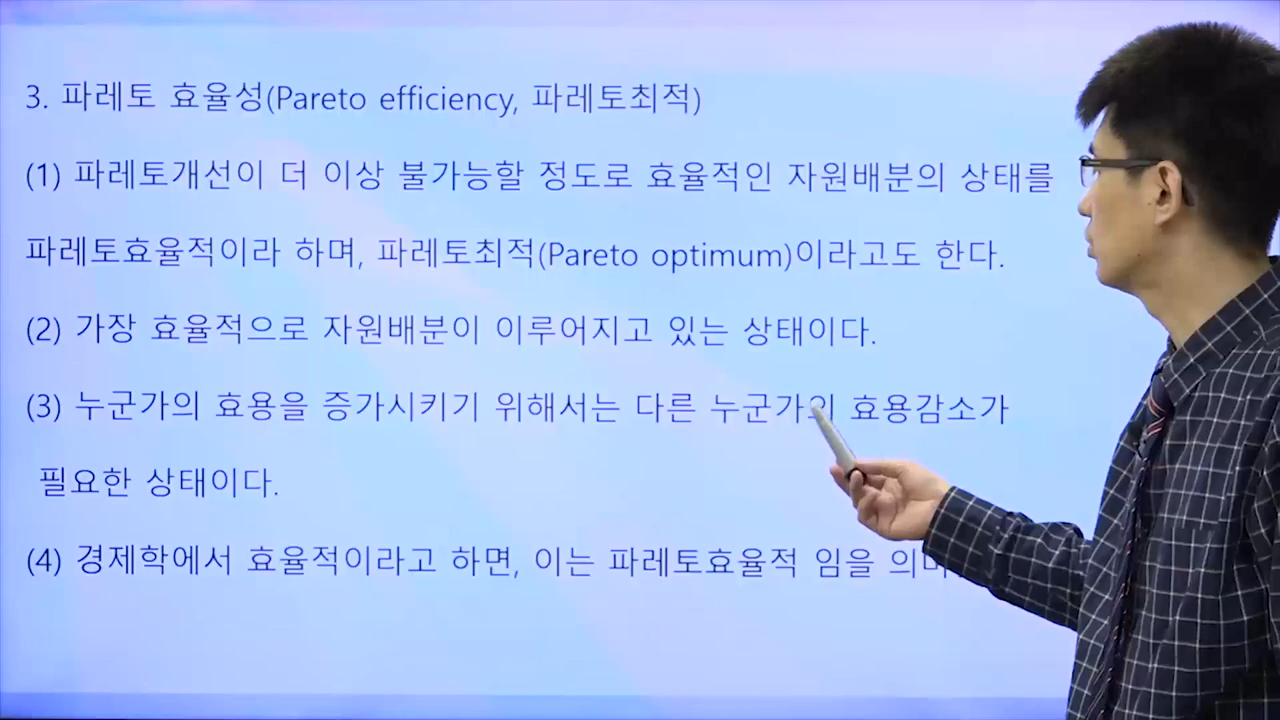 3. 파레토 효율성(Pareto efficiency, 파레토최적)
(1) 파레토개선이 더 이상 불가능할 정도로 효율적인 자원배분의 상태를
파레토효율적이라 하며, 파레토최적(Pareto optimum)이라고도 한다.
(2) 가장 효율적으로 자원배분이 이루어지고 있는 상태이다.
(3) 누군가의 효용을 증가시키기 위해서는 다른 누군가의 효용감소가
필요한 상태이다.
(4) 경제학에서 효율적이라고 하면, 이는 파레토효율적 임을